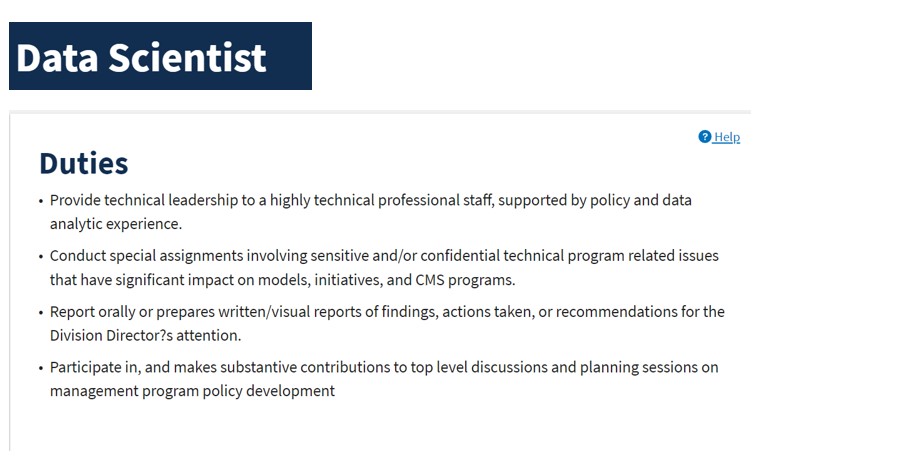 Data Scientist
Help
Duties
• Provide technical leadership to a highly technical professional staff, supported by policy and data
analytic experience.
• Conduct special assignments involving sensitive and/or confidential technical program related issues
that have significant impact on models, initiatives, and CMS programs.
• Report orally or prepares written/visual reports of findings, actions taken, or recommendations for the
Division Director?s attention.
• Participate in, and makes substantive contributions to top level discussions and planning sessions on
management program policy development